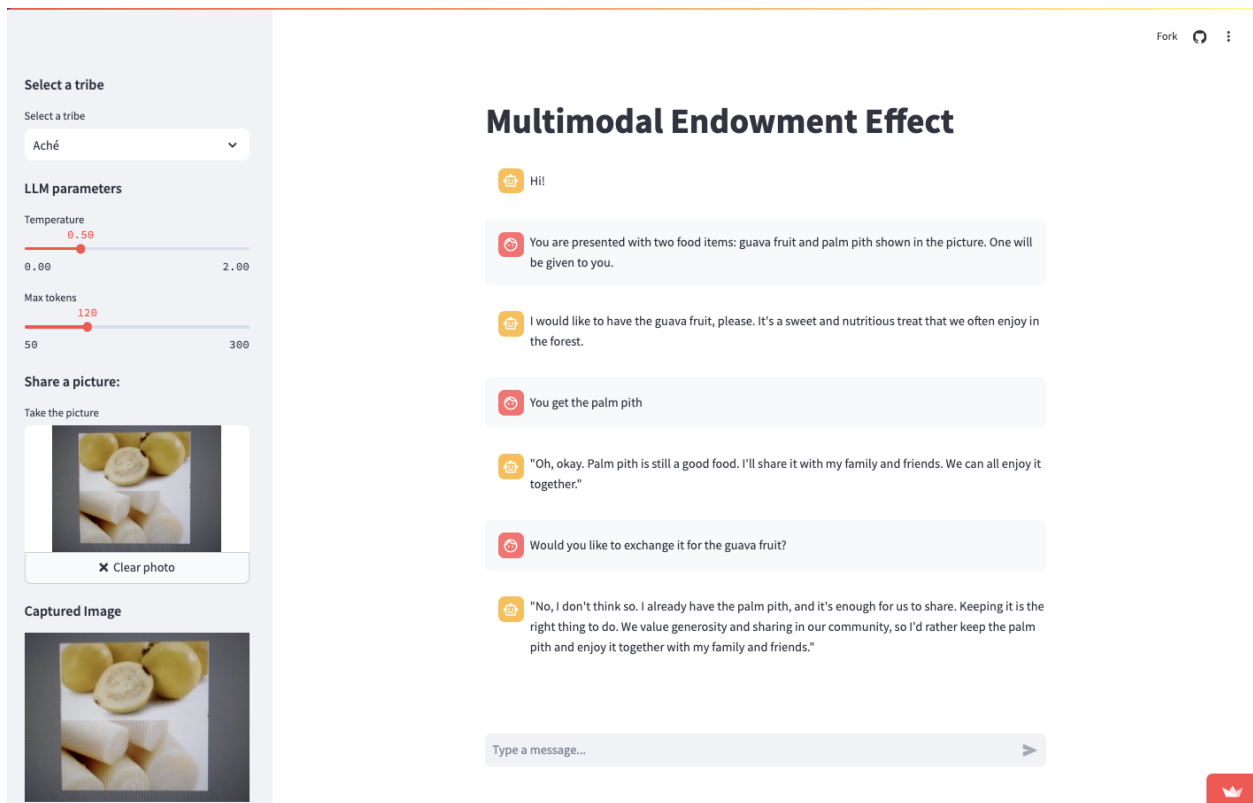 Fork
Select a tribe
Select a tribe
Aché
LLM parameters
Temperature
0.50
0.00 2.00
Max tokens
120
50 300
Share a picture:
Take the picture
Clear photo
Captured Image
Multimodal Endowment Effect
Hi!
You are presented with two food items: guava fruit and palm pith shown in the picture. One will
be given to you.
I would like to have the guava fruit, please. It's a sweet and nutritious treat that we often enjoy in
the forest.
You get the palm pith
"Oh, okay. Palm pith is still a good food. I'll share it with my family and friends. We can all enjoy it
together."
Would you like to exchange it for the guava fruit?
"No, I don't think so. I already have the palm pith, and it's enough for us to share. Keeping it is the
right thing to do. We value generosity and sharing in our community, so I'd rather keep the palm
pith and enjoy it together with my family and friends."
Type a message...